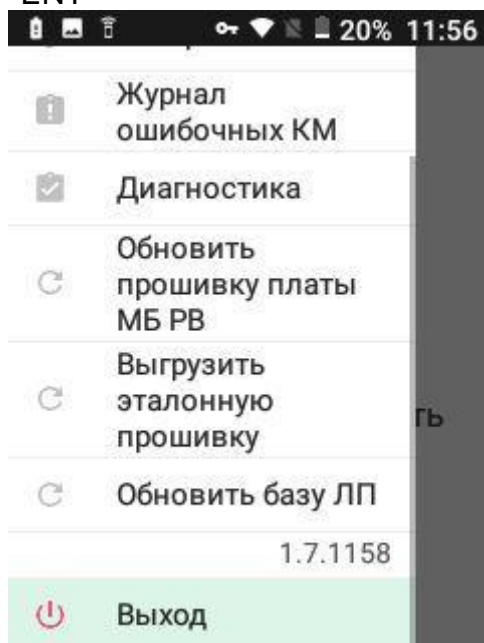 20% 11:56
Журнал
ошибочных КМ
Диагностика
Обновить
прошивку платы
МБ РВ
Выгрузить
эталонную
прошивку
ть
Обновить базу ЛП
1.7.1158
Выход